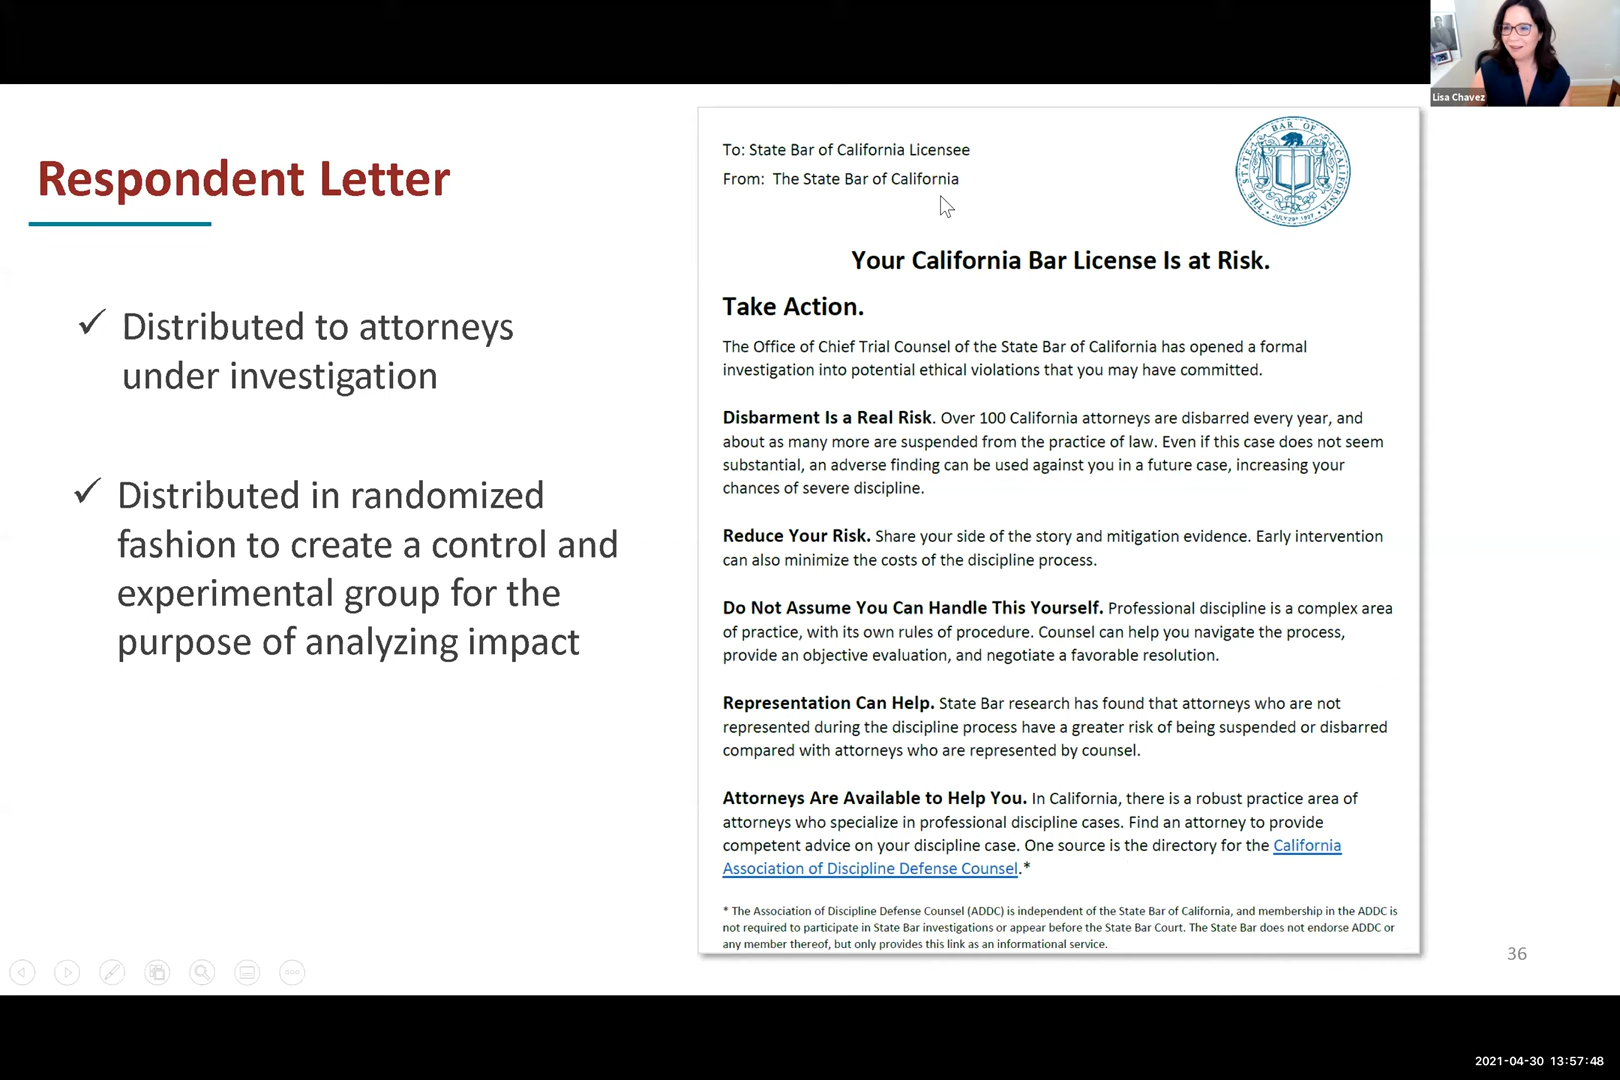 Lisa Chavez
Respondent Letter
✓ Distributed to attorneys
under investigation
✓ Distributed in randomized
fashion to create a control and
experimental group for the
purpose of analyzing impact
To: State Bar of California Licensee
From: The State Bar of California
THE STATE BAR OF CALIFORNIA
JULY 29th 1927
Your California Bar License Is at Risk.
Take Action.
The Office of Chief Trial Counsel of the State Bar of California has opened a formal
investigation into potential ethical violations that you may have committed.
Disbarment Is a Real Risk. Over 100 California attorneys are disbarred every year, and
about as many more are suspended from the practice of law. Even if this case does not seem
substantial, an adverse finding can be used against you in a future case, increasing your
chances of severe discipline.
Reduce Your Risk. Share your side of the story and mitigation evidence. Early intervention
can also minimize the costs of the discipline process.
Do Not Assume You Can Handle This Yourself. Professional discipline is a complex area
of practice, with its own rules of procedure. Counsel can help you navigate the process,
provide an objective evaluation, and negotiate a favorable resolution.
Representation Can Help. State Bar research has found that attorneys who are not
represented during the discipline process have a greater risk of being suspended or disbarred
compared with attorneys who are represented by counsel.
Attorneys Are Available to Help You. In California, there is a robust practice area of
attorneys who specialize in professional discipline cases. Find an attorney to provide
competent advice on your discipline case. One source is the directory for the California
Association of Discipline Defense Counsel.*
* The Association of Discipline Defense Counsel (ADDC) is independent of the State Bar of California, and membership in the ADDC is
not required to participate in State Bar investigations or appear before the State Bar Court. The State Bar does not endorse ADDC or
any member thereof, but only provides this link as an informational service.
36
2021-04-30 13:57:48